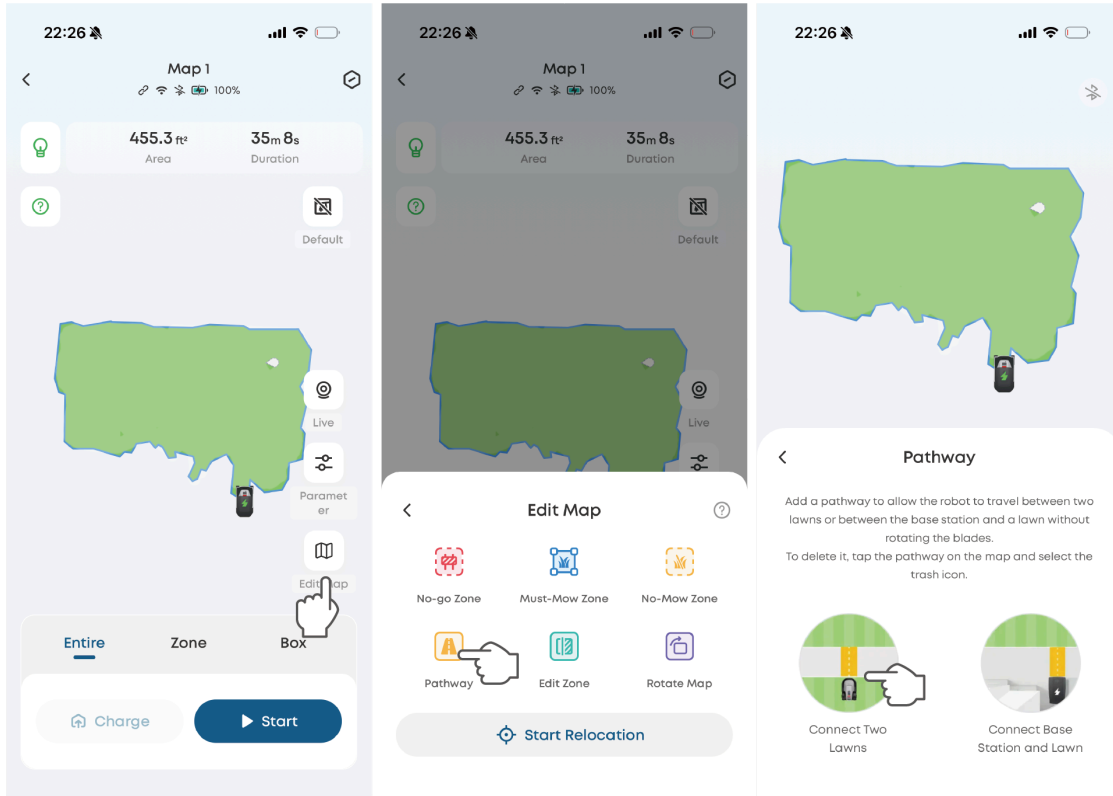 22:26
Map 1
100%
455.3 ft²
35m 8s
Area
Duration
Default
Live
Paramet
er
Edit Map
Entire
Zone
Box
Charge
Start
22:26
Map 1
100%
455.3 ft²
35m 8s
Area
Duration
Default
Live
Edit Map
No-go Zone
Must-Mow Zone
No-Mow Zone
Pathway
Edit Zone
Rotate Map
Start Relocation
22:26
Pathway
Add a pathway to allow the robot to travel between two
lawns or between the base station and a lawn without
rotating the blades.
To delete it, tap the pathway on the map and select the
trash icon.
Connect Two
Lawns
Connect Base
Station and Lawn